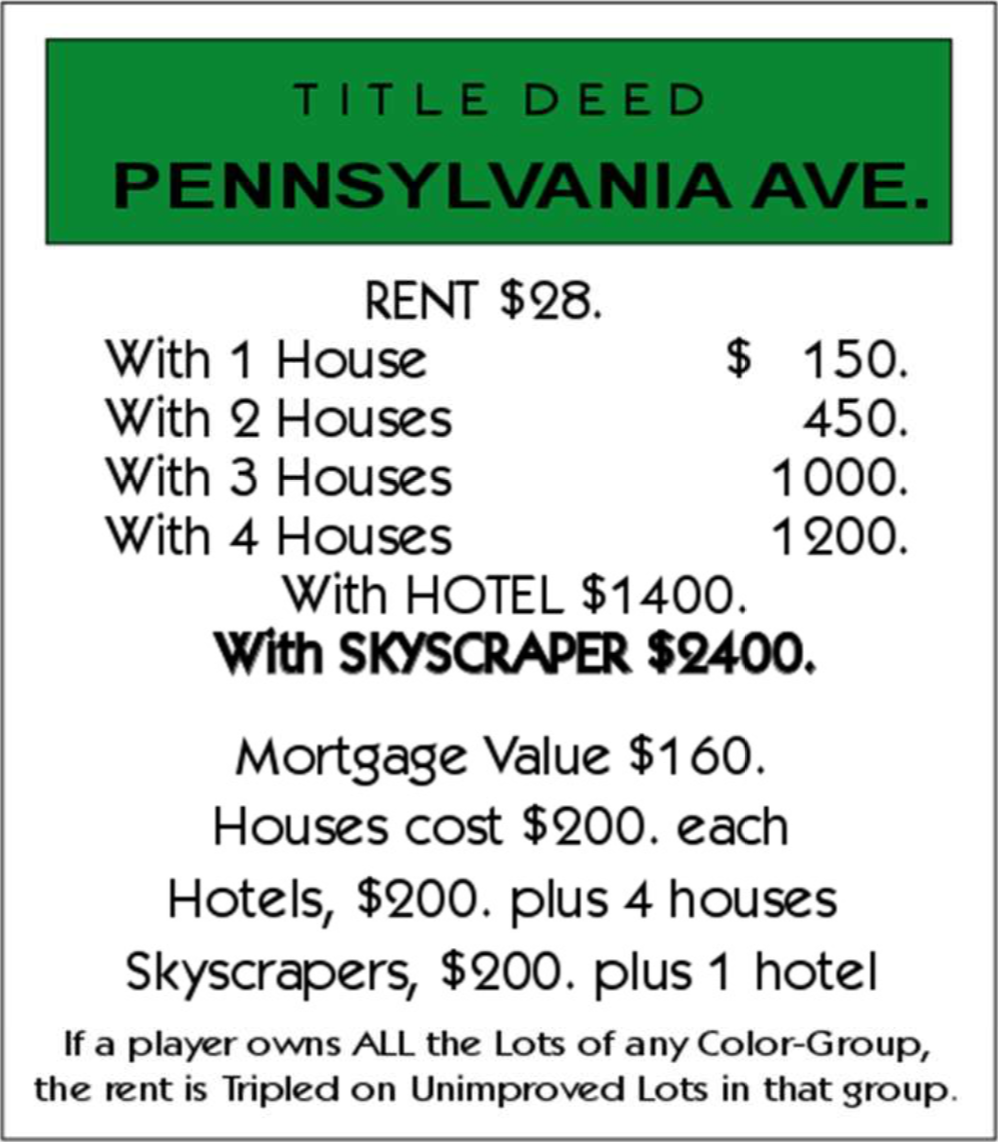 TITLE DEED
PENNSYLVANIA AVE.
RENT $28.
With 1 House $ 150.
With 2 Houses 450.
With 3 Houses 1000.
With 4 Houses 1200.
With HOTEL $1400.
With SKYSCRAPER $2400.
Mortgage Value $160.
Houses cost $200. each
Hotels, $200. plus 4 houses
Skyscrapers, $200. plus 1 hotel
If a player owns ALL the Lots of any Color-Group,
the rent is Tripled on Unimproved Lots in that group.